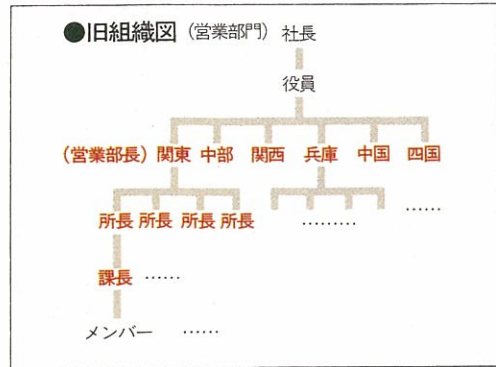 ●旧組織図（営業部門）社長
役員
（営業部長）関東 中部 関西 兵庫 中国 四国
所長 所長 所長 所長 ……… ……
課長 ……
メンバー ……